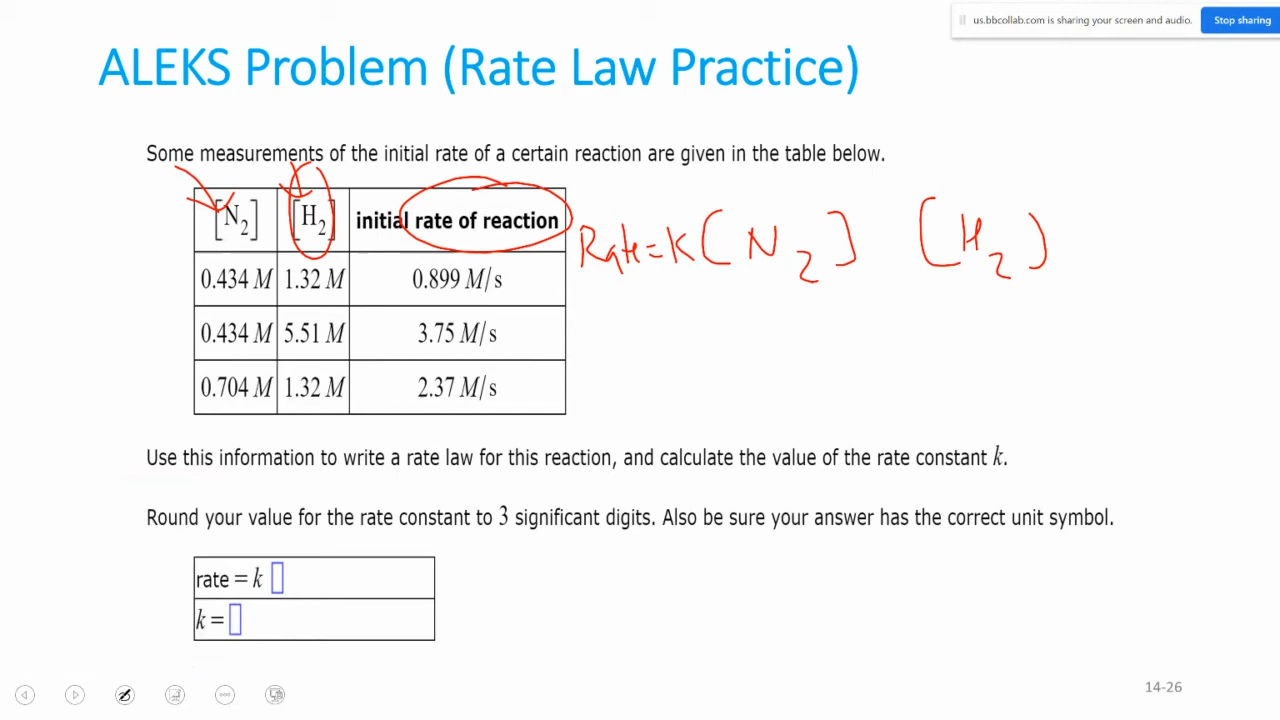 us.bbcollab.com is sharing your screen and audio. Stop sharing
ALEKS Problem (Rate Law Practice)
Some measurements of the initial rate of a certain reaction are given in the table below.
[N₂] [H₂] initial rate of reaction
Rate=K[N₂] [H₂]
0.434 M 1.32 M 0.899 M/s
0.434 M 5.51 M 3.75 M/s
0.704 M 1.32 M 2.37 M/s
Use this information to write a rate law for this reaction, and calculate the value of the rate constant k.
Round your value for the rate constant to 3 significant digits. Also be sure your answer has the correct unit symbol.
rate = k
k =
14-26